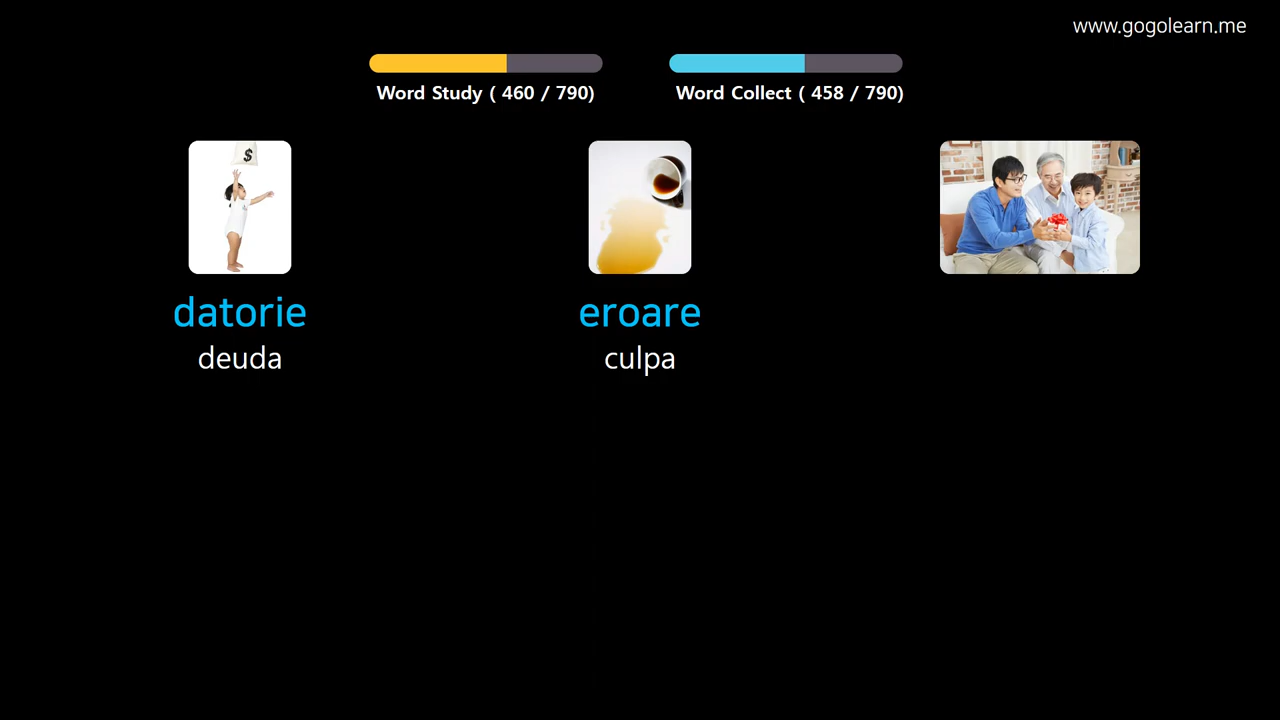 www.gogolearn.me
Word Study ( 460 / 790)
Word Collect ( 458 / 790)
$
datorie
eroare
deuda
culpa